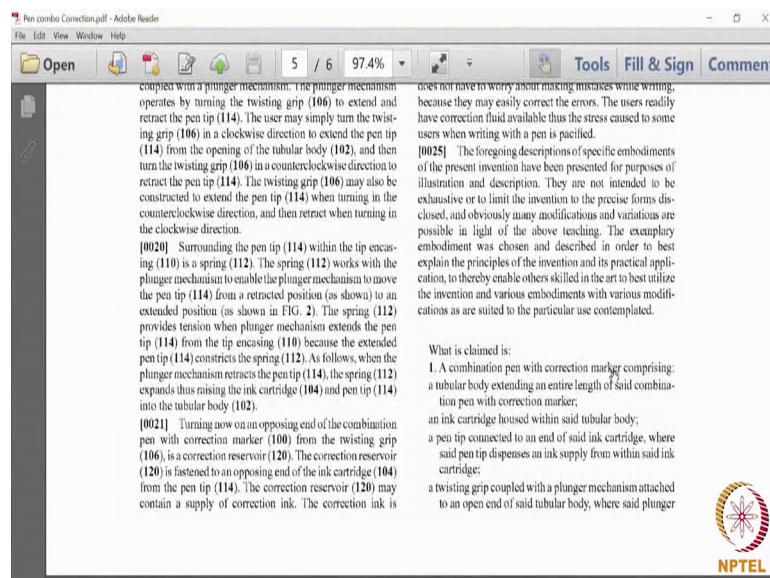 Pen combo Correction.pdf - Adobe Reader
File Edit View Window Help
Open 5 / 6 97.4% Tools Fill & Sign Commen
coupled with a plunger mechanism. The plunger mechanism
operates by turning the twisting grip (106) to extend and
retract the pen tip (114). The user may simply turn the twist-
ing grip (106) in a clockwise direction to extend the pen tip
(114) from the opening of the tubular body (102), and then
turn the twisting grip (106) in a counterclockwise direction to
retract the pen tip (114). The twisting grip (106) may also be
constructed to extend the pen tip (114) when turning in the
counterclockwise direction, and then retract when turning in
the clockwise direction.
[0020] Surrounding the pen tip (114) within the tip encas-
ing (110) is a spring (112). The spring (112) works with the
plunger mechanism to enable the plunger mechanism to move
the pen tip (114) from a retracted position (as shown) to an
extended position (as shown in FIG. 2). The spring (112)
provides tension when plunger mechanism extends the pen
tip (114) from the tip encasing (110) because the extended
pen tip (114) constricts the spring (112). As follows, when the
plunger mechanism retracts the pen tip (114), the spring (112)
expands thus raising the ink cartridge (104) and pen tip (114)
into the tubular body (102).
[0021] Turning now on an opposing end of the combination
pen with correction marker (100) from the twisting grip
(106), is a correction reservoir (120). The correction reservoir
(120) is fastened to an opposing end of the ink cartridge (104)
from the pen tip (114). The correction reservoir (120) may
contain a supply of correction ink. The correction ink is
does not have to worry about making mistakes while writing,
because they may easily correct the errors. The users readily
have correction fluid available thus the stress caused to some
users when writing with a pen is pacified.
[0025] The foregoing descriptions of specific embodiments
of the present invention have been presented for purposes of
illustration and description. They are not intended to be
exhaustive or to limit the invention to the precise forms dis-
closed, and obviously many modifications and variations are
possible in light of the above teaching. The exemplary
embodiment was chosen and described in order to best
explain the principles of the invention and its practical appli-
cation, to thereby enable others skilled in the art to best utilize
the invention and various embodiments with various modifi-
cations as are suited to the particular use contemplated.
What is claimed is:
1. A combination pen with correction marker comprising:
a tubular body extending an entire length of said combina-
tion pen with correction marker;
an ink cartridge housed within said tubular body;
a pen tip connected to an end of said ink cartridge, where
said pen tip dispenses an ink supply from within said ink
cartridge;
a twisting grip coupled with a plunger mechanism attached
to an open end of said tubular body, where said plunger
NPTEL